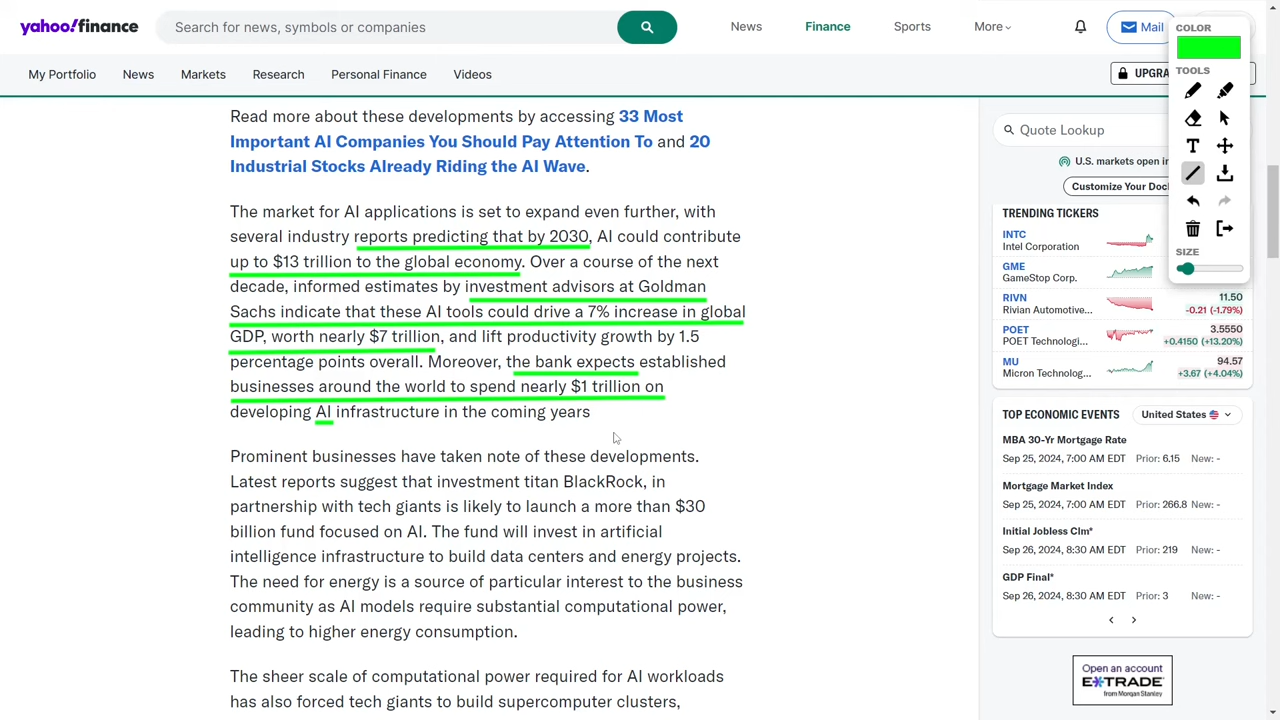 yahoo!finance
Search for news, symbols or companies
News
Finance
Sports
More
Mail
COLOR
TOOLS
T
SIZE
My Portfolio
News
Markets
Research
Personal Finance
Videos
UPGRA
Read more about these developments by accessing 33 Most
Important AI Companies You Should Pay Attention To and 20
Industrial Stocks Already Riding the AI Wave.
The market for AI applications is set to expand even further, with
several industry reports predicting that by 2030, AI could contribute
up to $13 trillion to the global economy. Over a course of the next
decade, informed estimates by investment advisors at Goldman
Sachs indicate that these AI tools could drive a 7% increase in global
GDP, worth nearly $7 trillion, and lift productivity growth by 1.5
percentage points overall. Moreover, the bank expects established
businesses around the world to spend nearly $1 trillion on
developing AI infrastructure in the coming years
Prominent businesses have taken note of these developments.
Latest reports suggest that investment titan BlackRock, in
partnership with tech giants is likely to launch a more than $30
billion fund focused on AI. The fund will invest in artificial
intelligence infrastructure to build data centers and energy projects.
The need for energy is a source of particular interest to the business
community as AI models require substantial computational power,
leading to higher energy consumption.
The sheer scale of computational power required for AI workloads
has also forced tech giants to build supercomputer clusters,
Quote Lookup
U.S. markets open in
Customize Your Doc
TRENDING TICKERS
INTC
Intel Corporation
GME
GameStop Corp.
RIVN 11.50
Rivian Automotive... -0.21 (-1.79%)
POET 3.5550
POET Technologi... +0.4150 (+13.20%)
MU 94.57
Micron Technolog... +3.67 (+4.04%)
TOP ECONOMIC EVENTS United States
MBA 30-Yr Mortgage Rate
Sep 25, 2024, 7:00 AM EDT Prior: 6.15 New: -
Mortgage Market Index
Sep 25, 2024, 7:00 AM EDT Prior: 266.8 New: -
Initial Jobless Clm*
Sep 26, 2024, 8:30 AM EDT Prior: 219 New: -
GDP Final*
Sep 26, 2024, 8:30 AM EDT Prior: 3 New: -
Open an account
E*TRADE
from Morgan Stanley